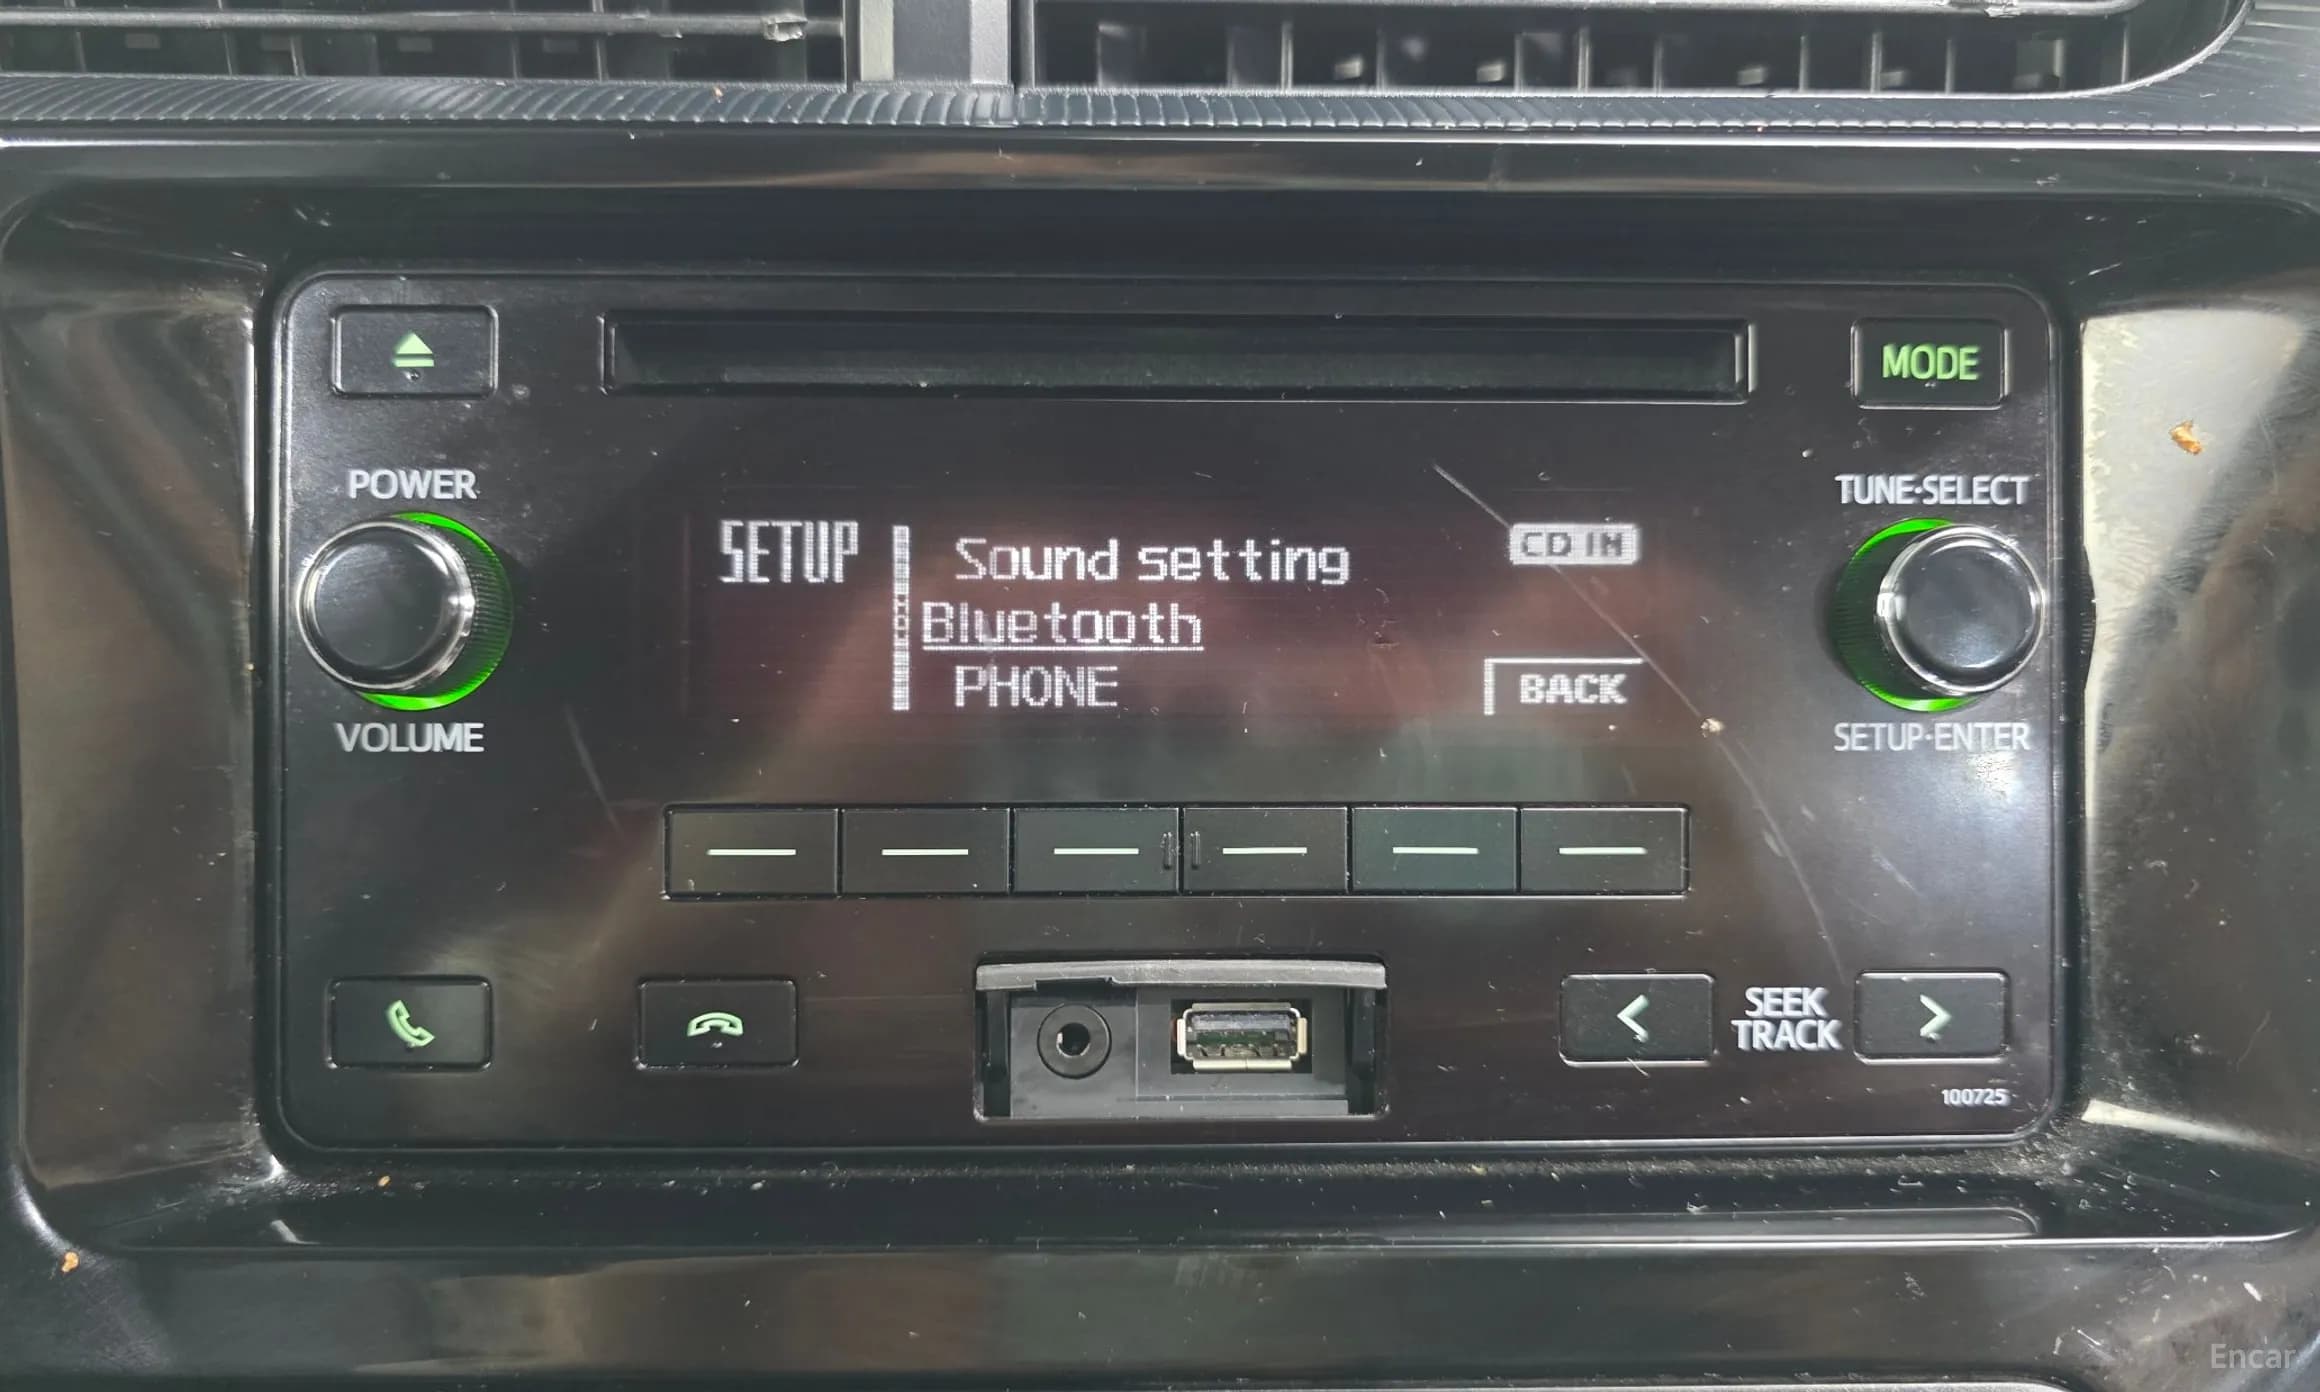 MODE
POWER
TUNE·SELECT
SETUP
Sound setting
CD IN
Bluetooth
PHONE
BACK
VOLUME
SETUP·ENTER
SEEK
TRACK
100725
Encar